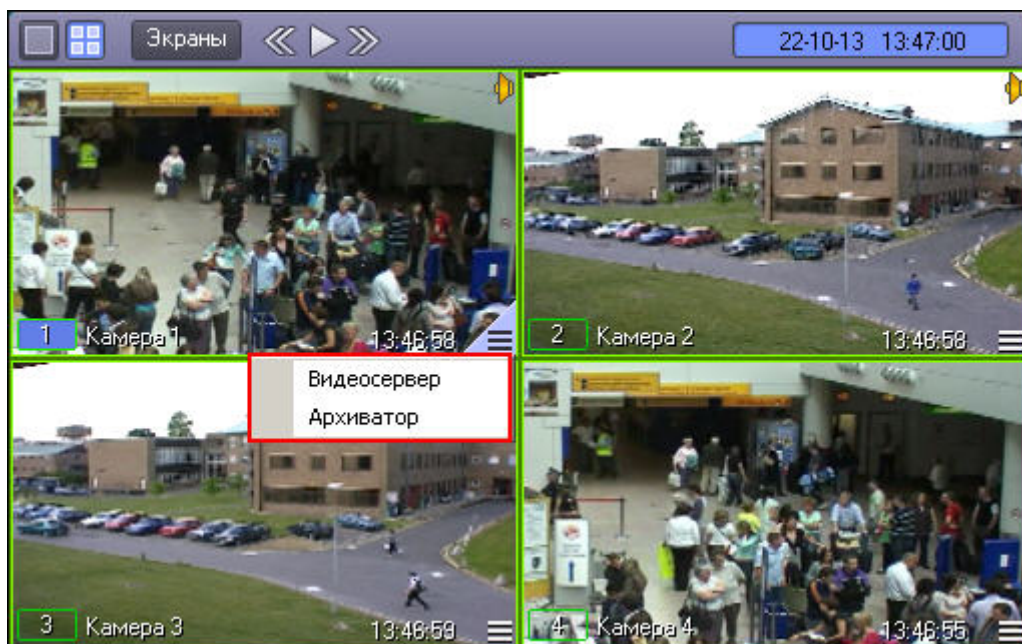 Экраны
22-10-13 13:47:00
1 Камера 1 13:46:58
2 Камера 2 13:46:58
Видеосервер
Архиватор
3 Камера 3 13:46:59
4 Камера 4 13:46:55